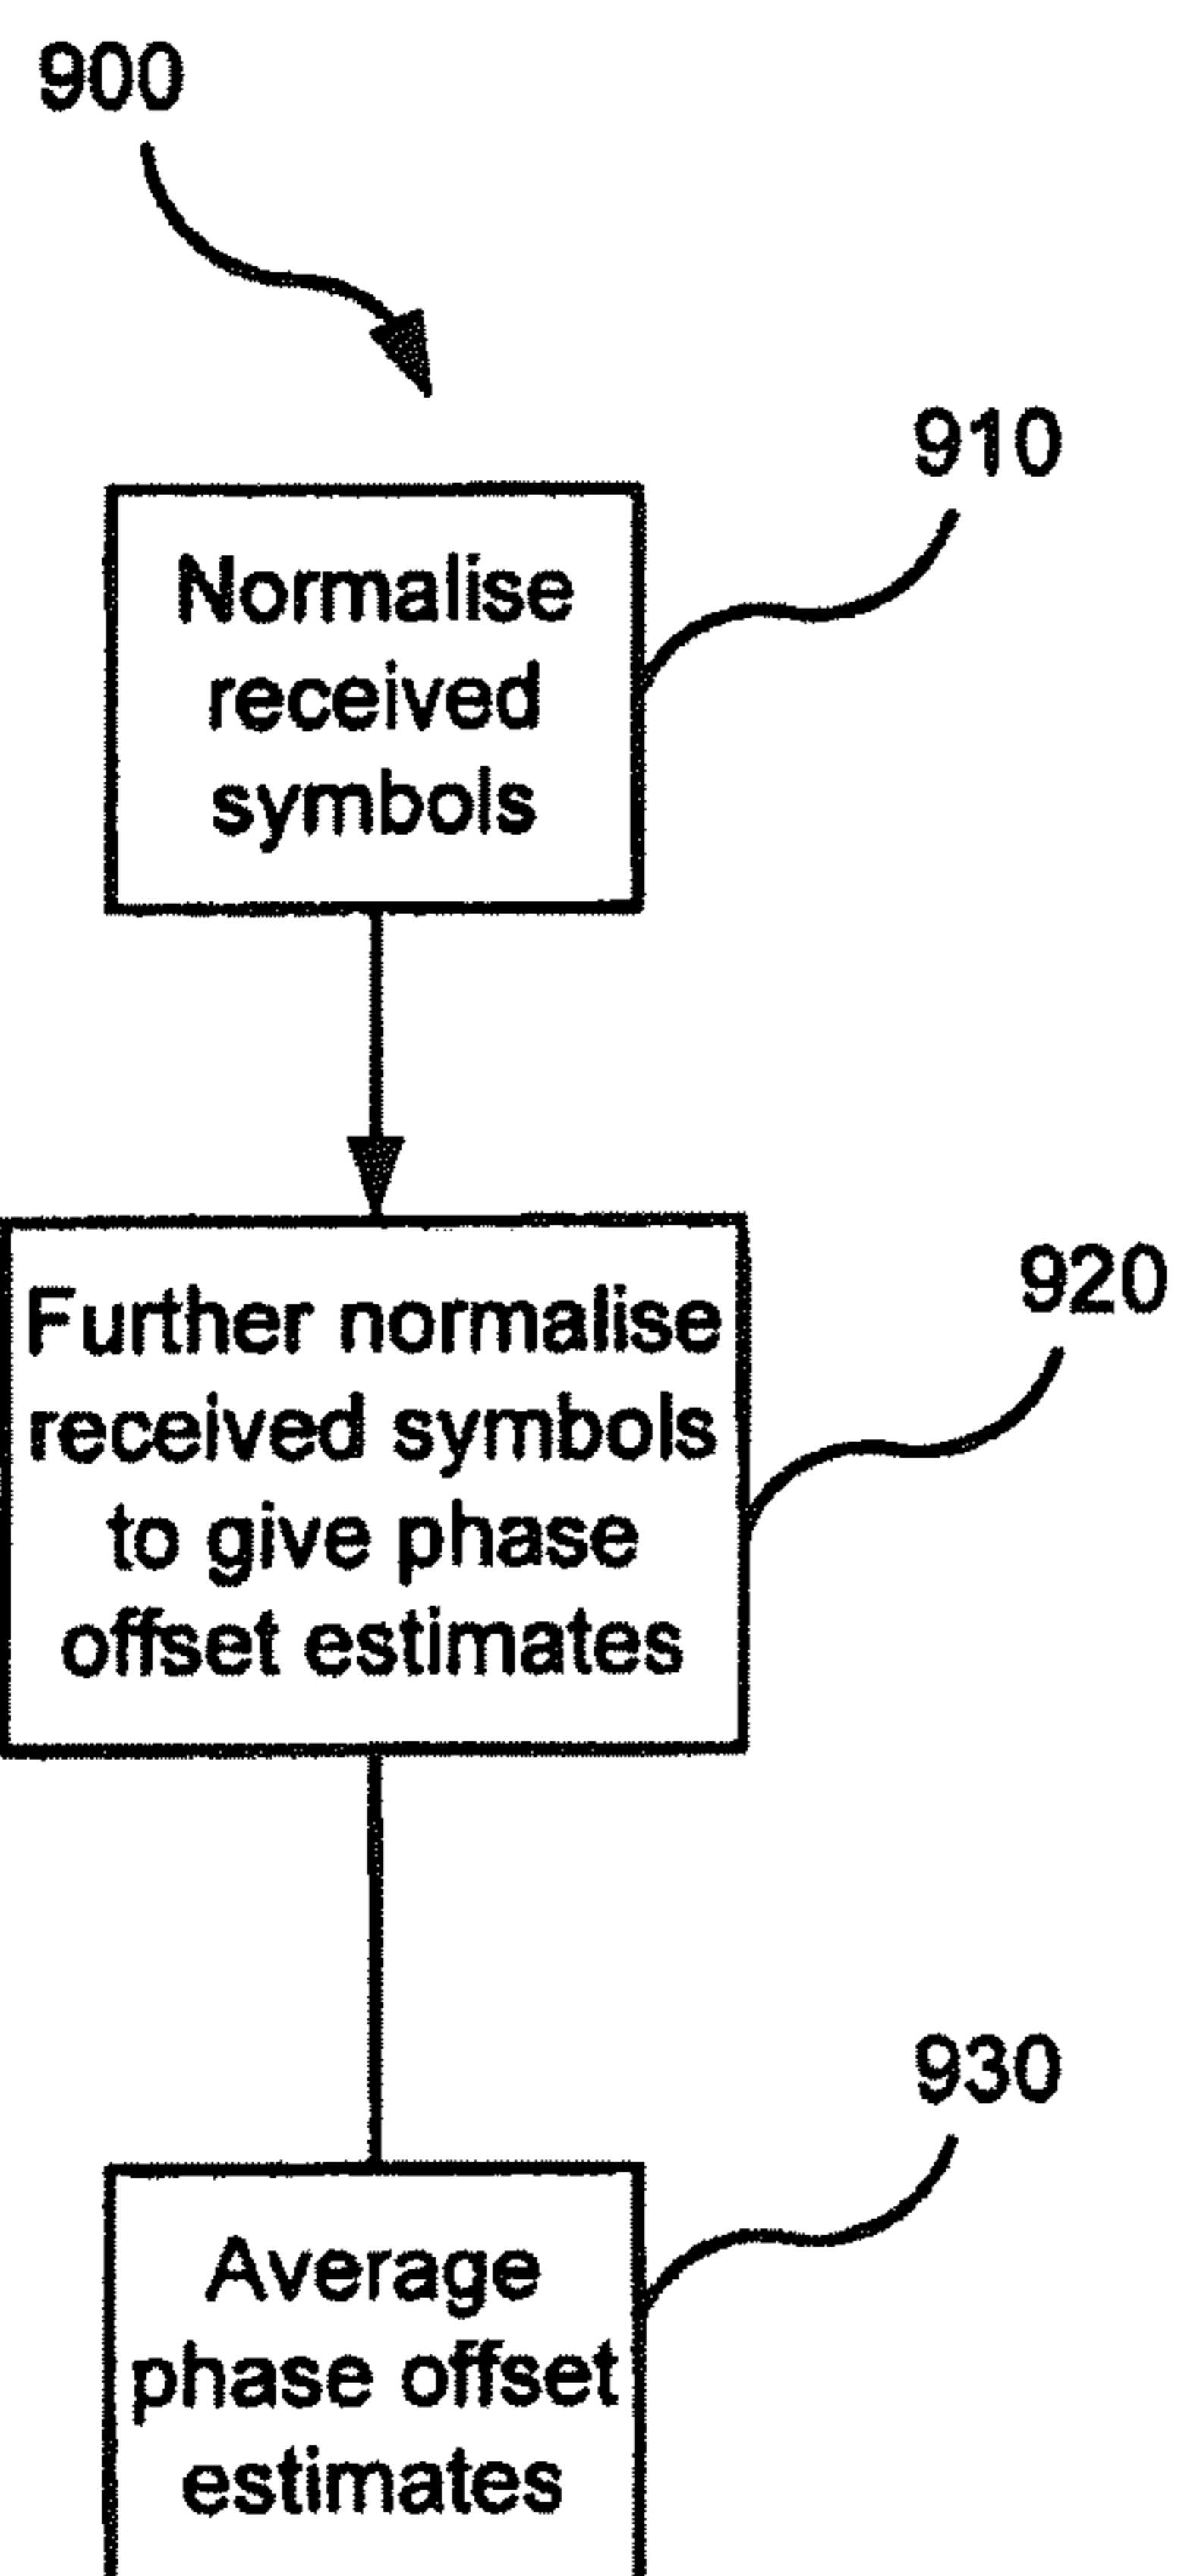 900
910
Normalise
received
symbols
920
Further normalise
received symbols
to give phase
offset estimates
930
Average
phase offset
estimates